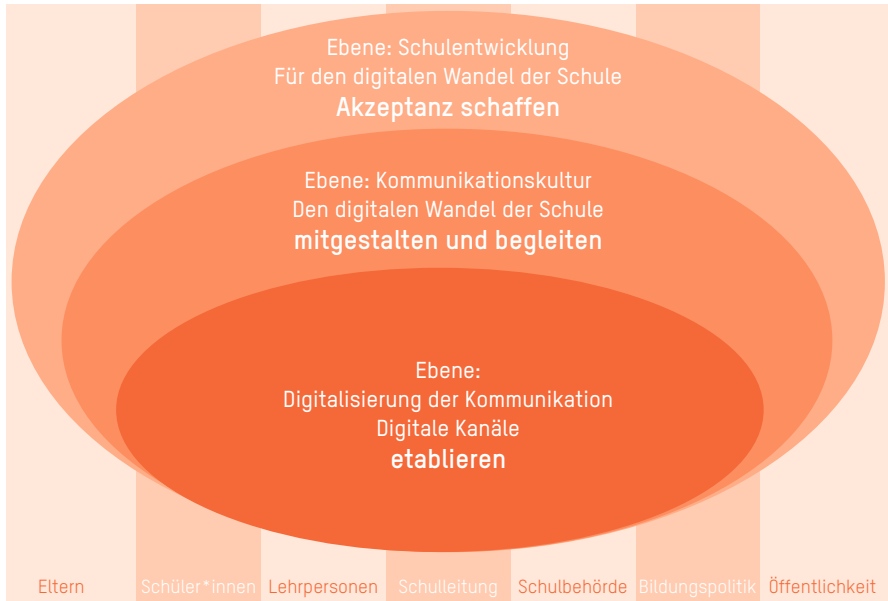 Ebene: Schulentwicklung
Für den digitalen Wandel der Schule
Akzeptanz schaffen
Ebene: Kommunikationskultur
Den digitalen Wandel der Schule
mitgestalten und begleiten
Ebene:
Digitalisierung der Kommunikation
Digitale Kanäle
etablieren
Eltern Schüler*innen Lehrpersonen Schulleitung Schulbehörde Bildungspolitik Öffentlichkeit